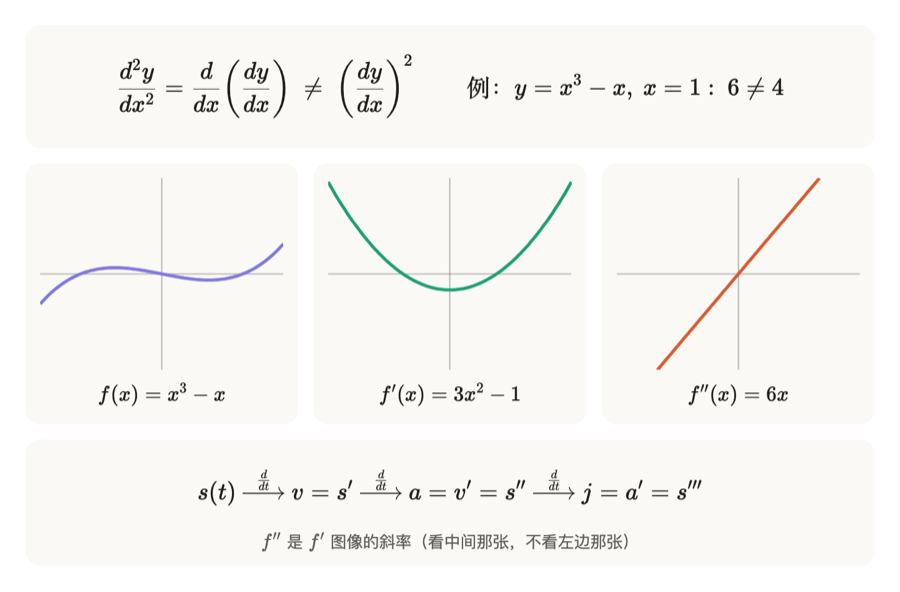 d²y/dx² = d/dx (dy/dx) ≠ (dy/dx)² 例：y = x³ − x, x = 1 : 6 ≠ 4
f(x) = x³ − x
f′(x) = 3x² − 1
f″(x) = 6x
s(t) —d/dt→ v = s′ —d/dt→ a = v′ = s″ —d/dt→ j = a′ = s‴
f″ 是 f′ 图像的斜率（看中间那张，不看左边那张）